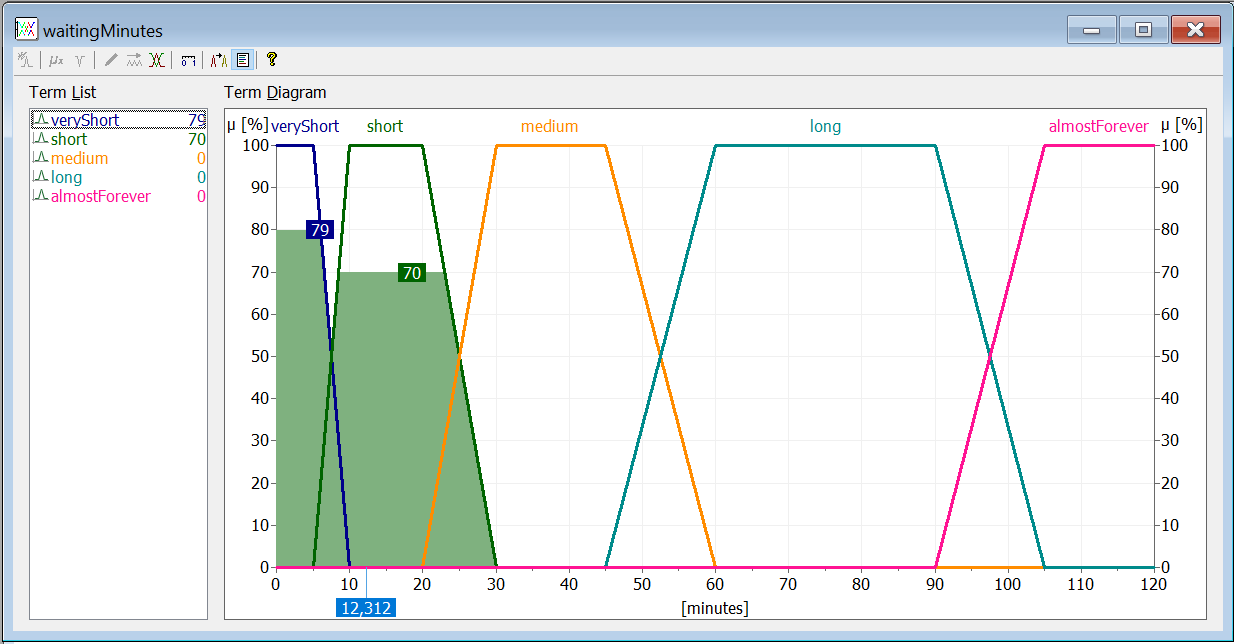 waitingMinutes
µx
0 1
?
Term List
Term Diagram
veryShort 79
short 70
medium 0
long 0
almostForever 0
µ [%] veryShort short medium long almostForever µ [%]
100 100
90 90
80 80
79
70 70
70
60 60
50 50
40 40
30 30
20 20
10 10
0 0
0 10 20 30 40 50 60 70 80 90 100 110 120
12,312
[minutes]